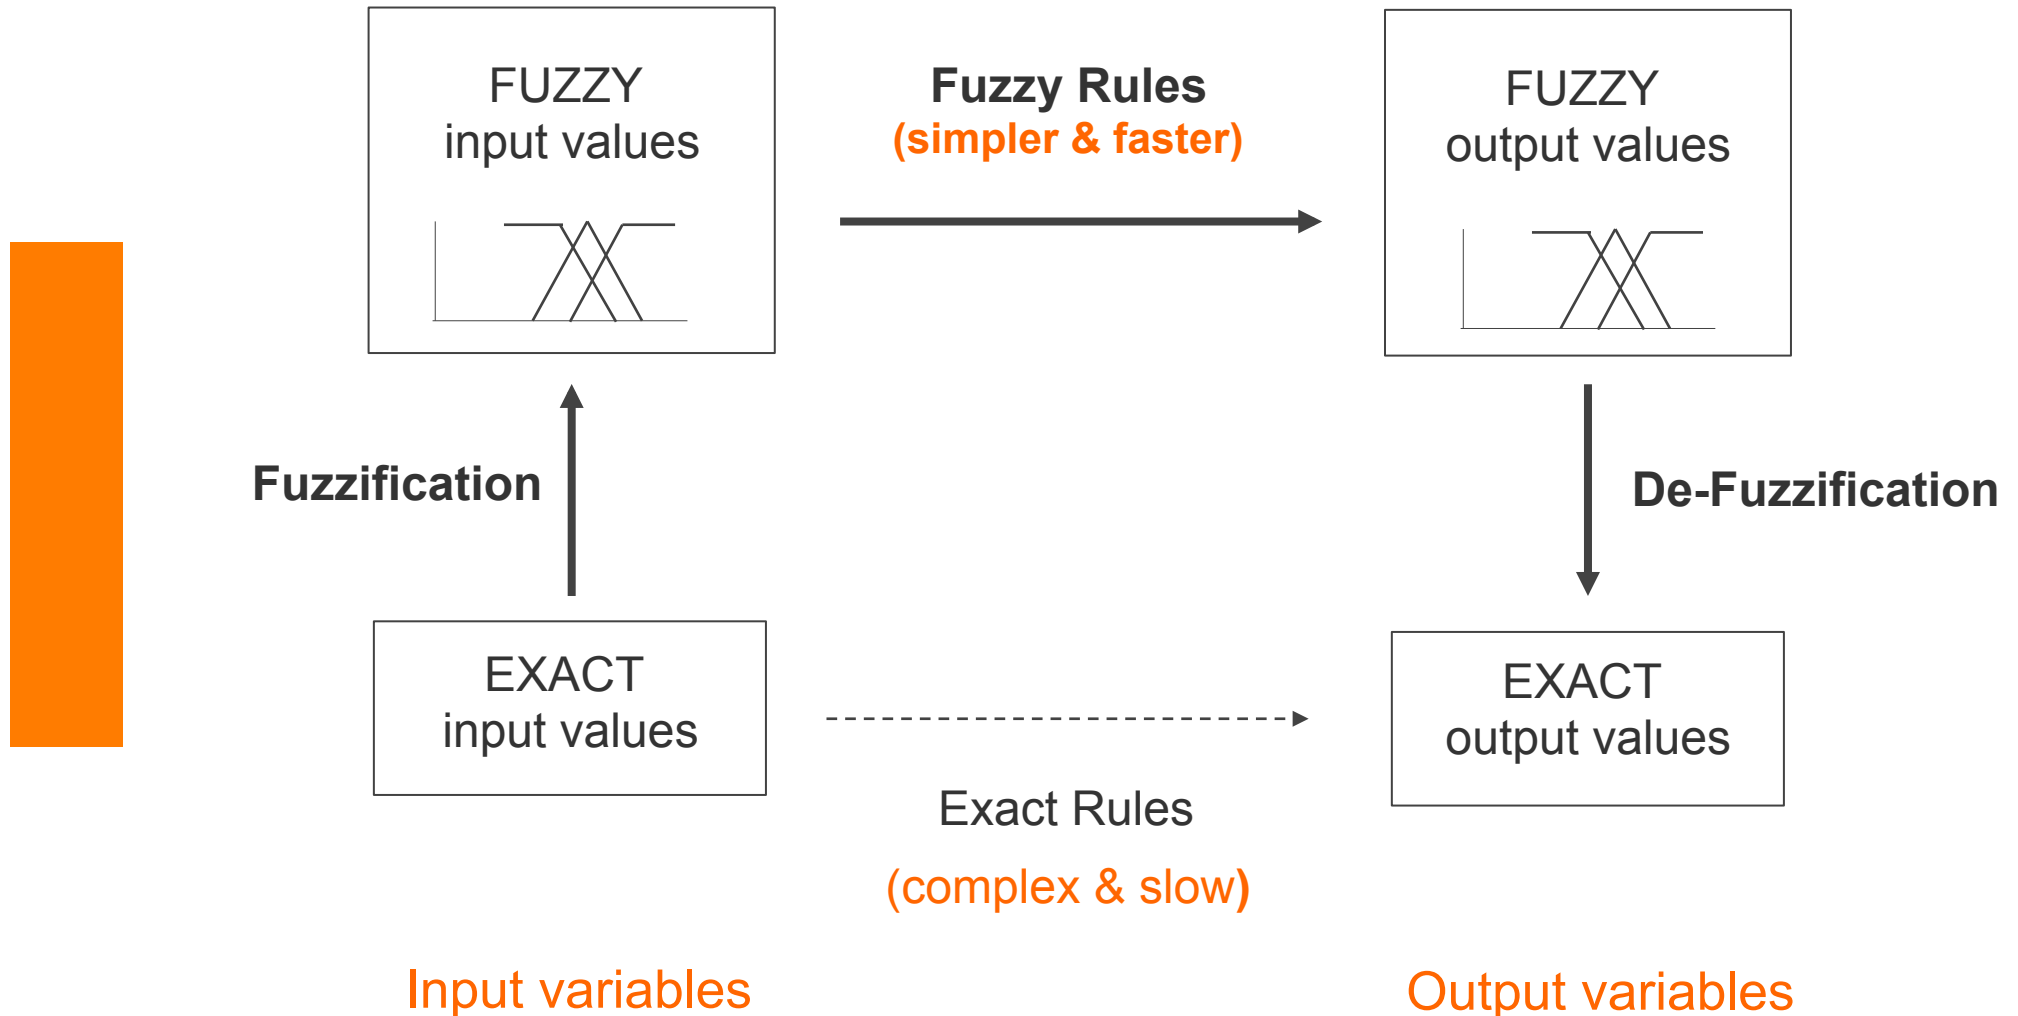 FUZZY
input values
Fuzzy Rules
(simpler & faster)
FUZZY
output values
Fuzzification
De-Fuzzification
EXACT
input values
EXACT
output values
Exact Rules
(complex & slow)
Input variables
Output variables